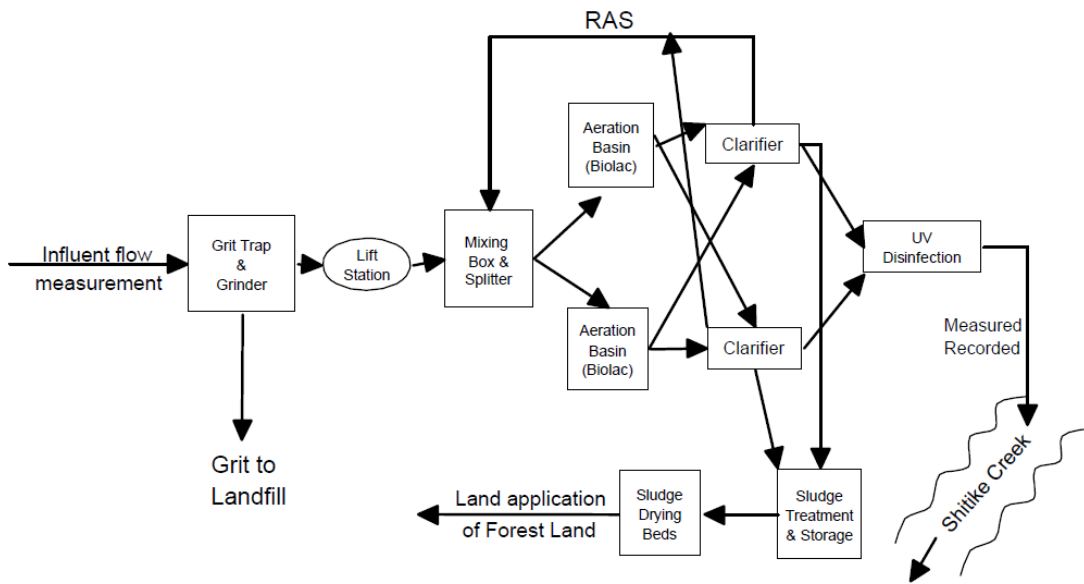 RAS
Aeration
Basin
(Biolac)
Clarifier
Influent flow
measurement
Grit Trap
&
Grinder
Lift
Station
Mixing
Box &
Splitter
UV
Disinfection
Aeration
Basin
(Biolac)
Clarifier
Measured
Recorded
Grit to
Landfill
Land application
of Forest Land
Sludge
Drying
Beds
Sludge
Treatment
& Storage
Shitike Creek